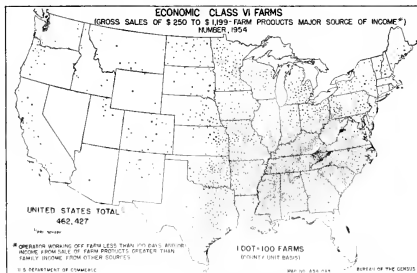 ECONOMIC CLASS VI FARMS
(GROSS SALES OF $250 TO $1,199-FARM PRODUCTS MAJOR SOURCE OF INCOME*)
NUMBER, 1954
UNITED STATES TOTAL
462,427
1 DOT-100 FARMS
(COUNTY UNIT BASIS)
* OPERATOR WORKING OFF FARM LESS THAN 100 DAYS AND/OR
INCOME FROM SALE OF FARM PRODUCTS GREATER THAN
FAMILY INCOME FROM OTHER SOURCES
U.S. DEPARTMENT OF COMMERCE
MAP NO. A54
BUREAU OF THE CENSUS